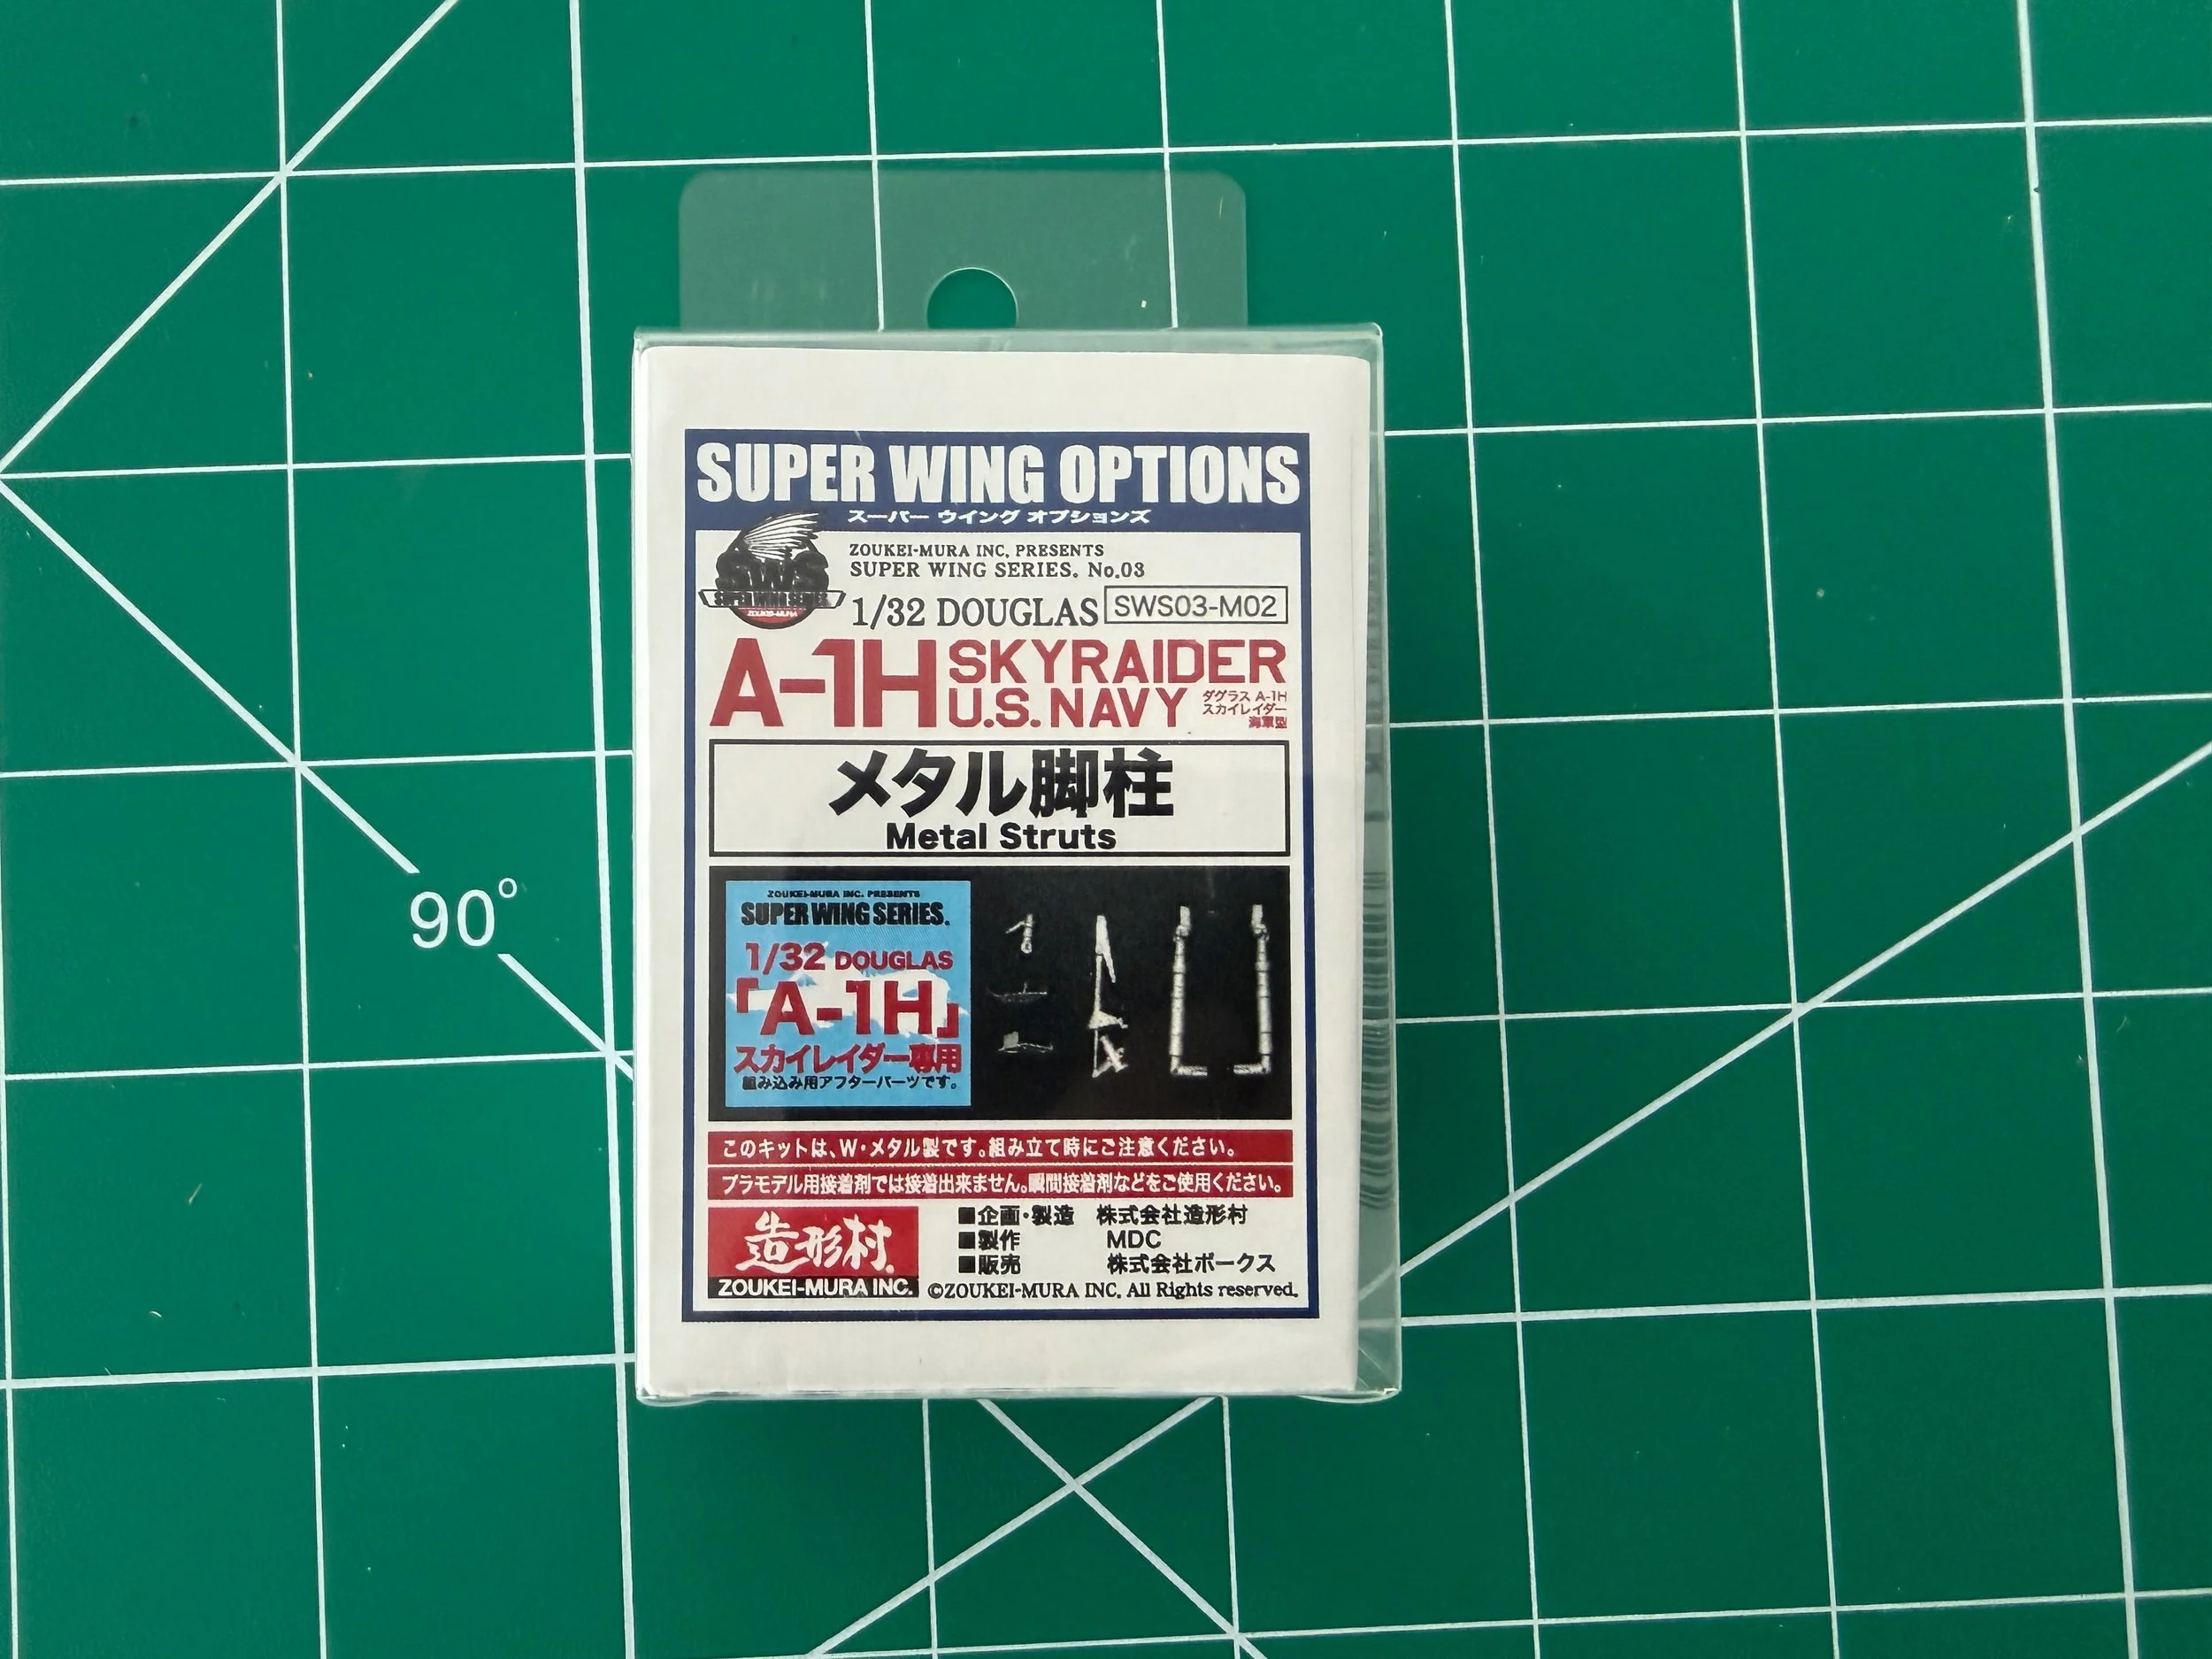 SUPER WING OPTIONS
スーパー ウイング オプションズ
SWS
SUPER WING SERIES.
ZOUKEI-MURA
ZOUKEI-MURA INC. PRESENTS
SUPER WING SERIES. No.03
1/32 DOUGLAS SWS03-M02
A-1H SKYRAIDER
U.S. NAVY
ダグラス A-1H
スカイレイダー
海軍型
メタル脚柱
Metal Struts
ZOUKEI-MURA INC. PRESENTS
SUPER WING SERIES.
1/32 DOUGLAS
「A-1H」
スカイレイダー専用
組み込み用アフターパーツです。
このキットは、W・メタル製です。組み立て時にご注意ください。
プラモデル用接着剤では接着出来ません。瞬間接着剤などをご使用ください。
造形村
ZOUKEI-MURA INC.
■企画・製造 株式会社造形村
■製作 MDC
■販売 株式会社ボークス
©ZOUKEI-MURA INC. All Rights reserved.
90°